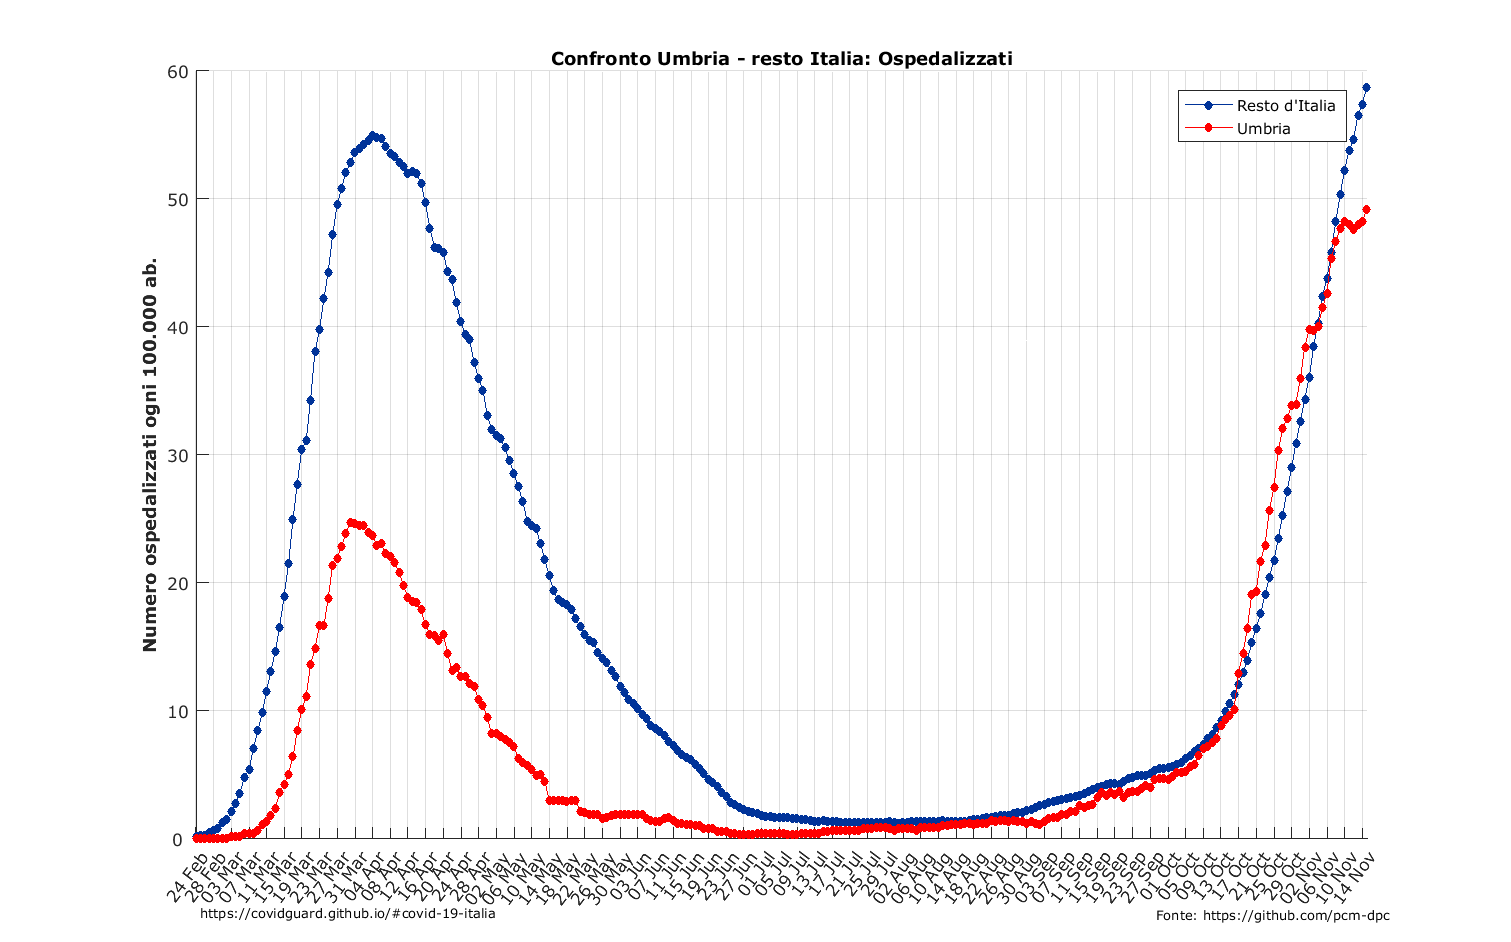 Confronto Umbria - resto Italia: Ospedalizzati
Resto d'Italia
Umbria
Numero ospedalizzati ogni 100.000 ab.
60
50
40
30
20
10
0
24 Feb
28 Feb
03 Mar
07 Mar
11 Mar
15 Mar
19 Mar
23 Mar
27 Mar
31 Mar
04 Apr
08 Apr
12 Apr
16 Apr
20 Apr
24 Apr
28 Apr
02 May
06 May
10 May
14 May
18 May
22 May
26 May
30 May
03 Jun
07 Jun
11 Jun
15 Jun
19 Jun
23 Jun
27 Jun
01 Jul
05 Jul
09 Jul
13 Jul
17 Jul
21 Jul
25 Jul
29 Jul
02 Aug
06 Aug
10 Aug
14 Aug
18 Aug
22 Aug
26 Aug
30 Aug
03 Sep
07 Sep
11 Sep
15 Sep
19 Sep
23 Sep
27 Sep
01 Oct
05 Oct
09 Oct
13 Oct
17 Oct
21 Oct
25 Oct
29 Oct
02 Nov
06 Nov
10 Nov
14 Nov
https://covidguard.github.io/#covid-19-italia
Fonte: https://github.com/pcm-dpc